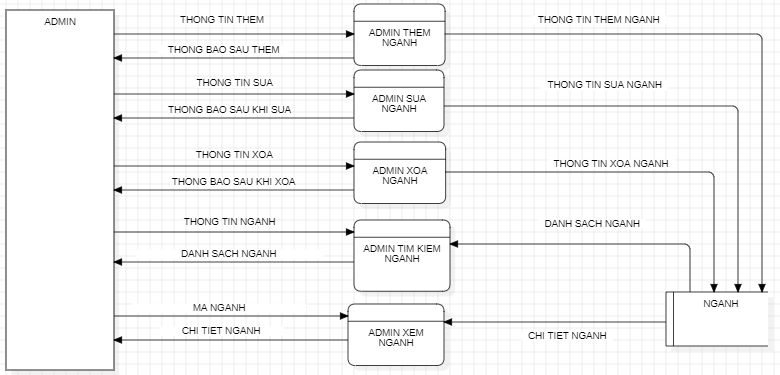 ADMIN
THONG TIN THEM
THONG BAO SAU THEM
ADMIN THEM
NGANH
THONG TIN THEM NGANH
THONG TIN SUA
THONG BAO SAU KHI SUA
ADMIN SUA
NGANH
THONG TIN SUA NGANH
THONG TIN XOA
THONG BAO SAU KHI XOA
ADMIN XOA
NGANH
THONG TIN XOA NGANH
THONG TIN NGANH
DANH SACH NGANH
ADMIN TIM KIEM
NGANH
DANH SACH NGANH
MA NGANH
CHI TIET NGANH
ADMIN XEM
NGANH
CHI TIET NGANH
NGANH